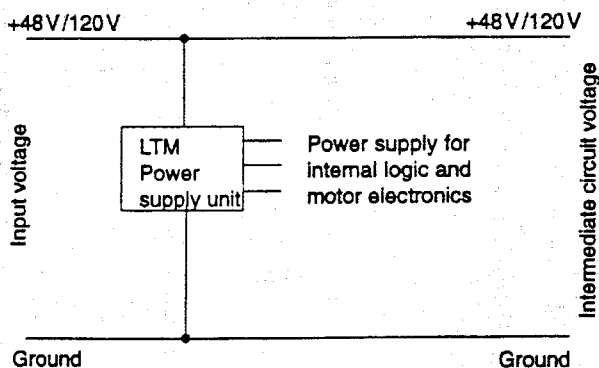 +48V/120V
+48V/120V
Input voltage
LTM
Power
supply unit
Power supply for
internal logic and
motor electronics
Intermediate circuit voltage
Ground
Ground